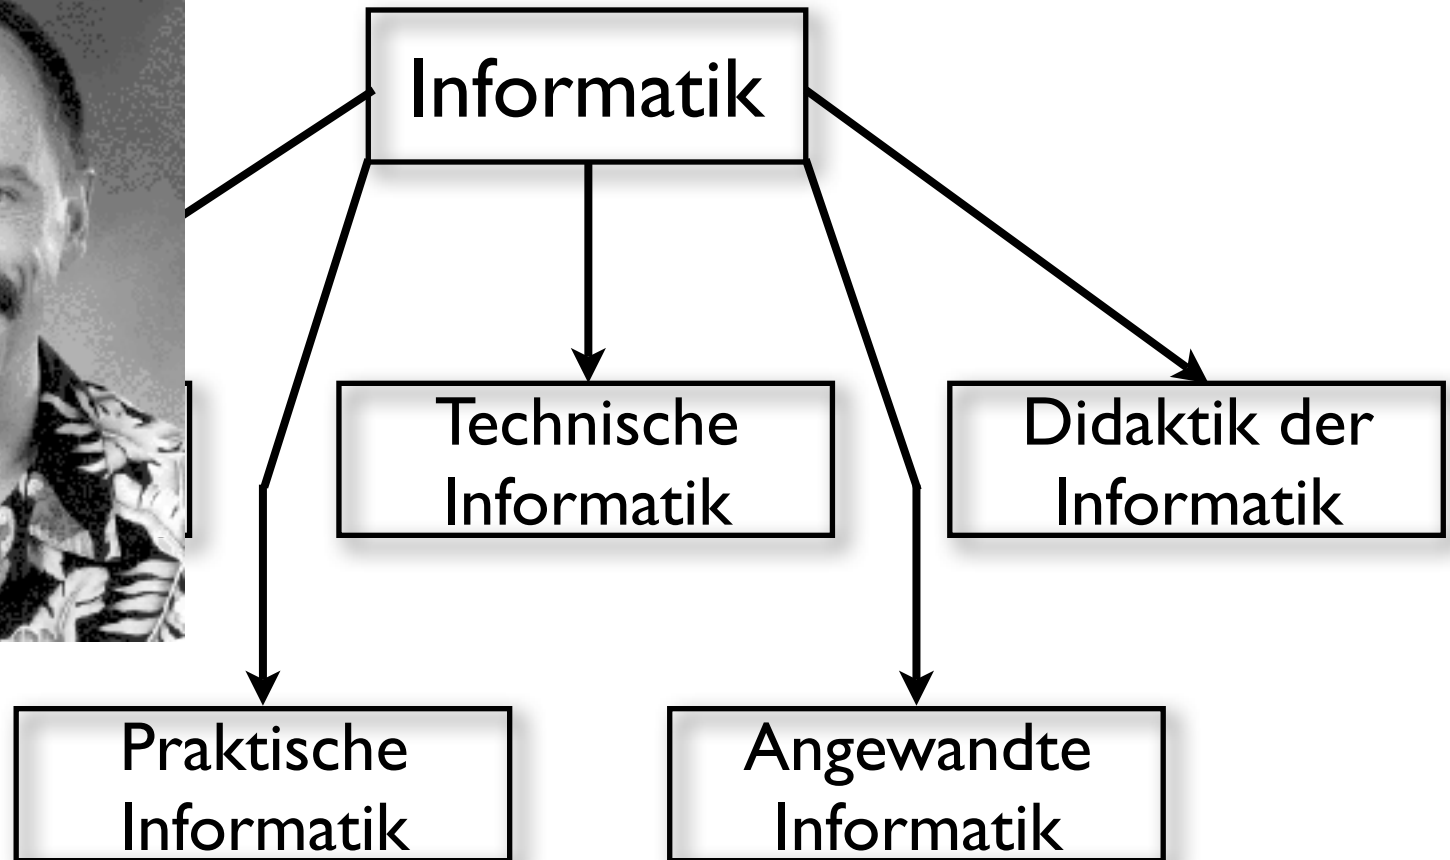 Informatik
Technische
Informatik
Didaktik der
Informatik
Praktische
Informatik
Angewandte
Informatik